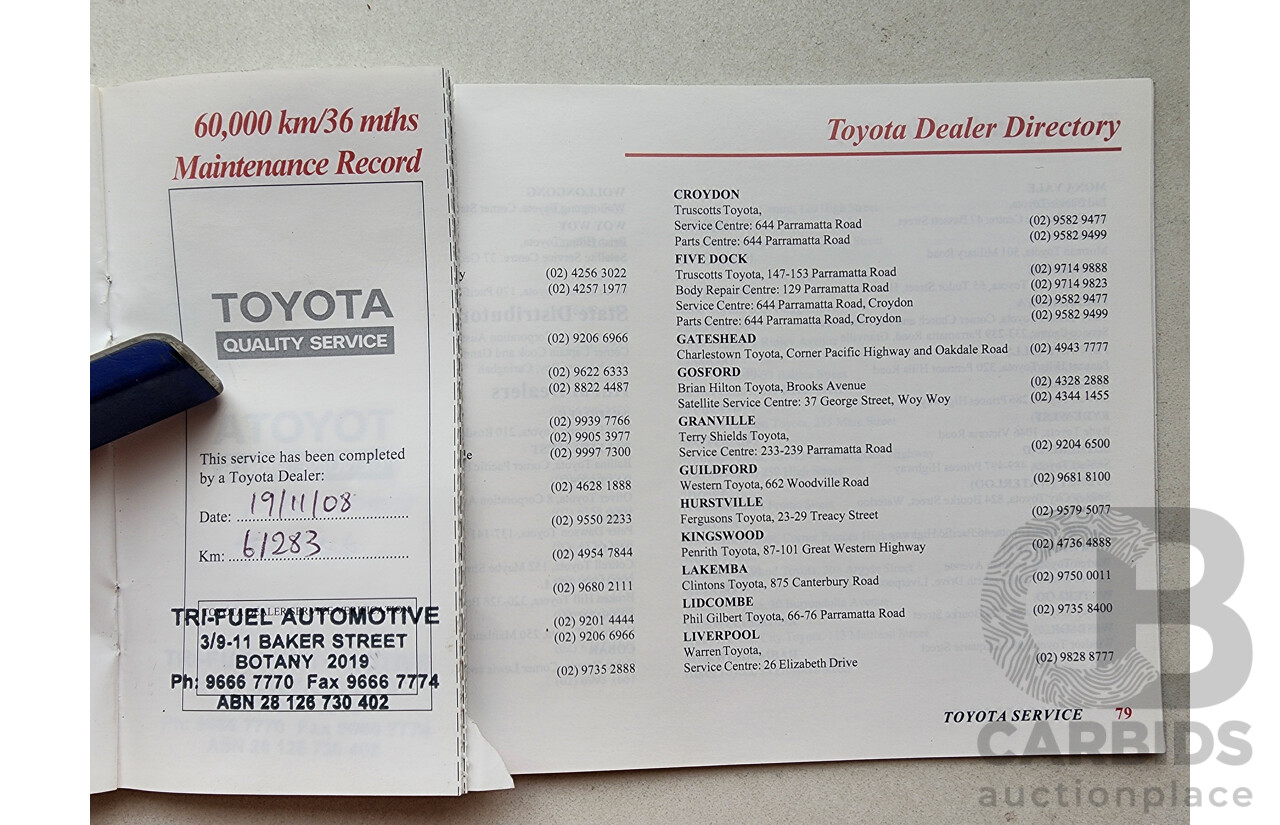 60,000 km/36 mths
Maintenance Record
TOYOTA
QUALITY SERVICE
This service has been completed
by a Toyota Dealer:
Date: 19/11/08
Km: 61283
TOYOTA DEALER SERVICE VERIFICATION
TRI-FUEL AUTOMOTIVE
3/9-11 BAKER STREET
BOTANY 2019
Ph: 9666 7770 Fax 9666 7774
ABN 28 126 730 402
y (02) 4256 3022
(02) 4257 1977
(02) 9206 6966
(02) 9622 6333
(02) 8822 4487
(02) 9939 7766
(02) 9905 3977
le (02) 9997 7300
(02) 4628 1888
(02) 9550 2233
(02) 4954 7844
(02) 9680 2111
(02) 9201 4444
(02) 9206 6966
(02) 9735 2888
Toyota Dealer Directory
CROYDON
Truscotts Toyota,
Service Centre: 644 Parramatta Road (02) 9582 9477
Parts Centre: 644 Parramatta Road (02) 9582 9499
FIVE DOCK
Truscotts Toyota, 147-153 Parramatta Road (02) 9714 9888
Body Repair Centre: 129 Parramatta Road (02) 9714 9823
Service Centre: 644 Parramatta Road, Croydon (02) 9582 9477
Parts Centre: 644 Parramatta Road, Croydon (02) 9582 9499
GATESHEAD
Charlestown Toyota, Corner Pacific Highway and Oakdale Road (02) 4943 7777
GOSFORD
Brian Hilton Toyota, Brooks Avenue (02) 4328 2888
Satellite Service Centre: 37 George Street, Woy Woy (02) 4344 1455
GRANVILLE
Terry Shields Toyota,
Service Centre: 233-239 Parramatta Road (02) 9204 6500
GUILDFORD
Western Toyota, 662 Woodville Road (02) 9681 8100
HURSTVILLE
Fergusons Toyota, 23-29 Treacy Street (02) 9579 5077
KINGSWOOD
Penrith Toyota, 87-101 Great Western Highway (02) 4736 4888
LAKEMBA
Clintons Toyota, 875 Canterbury Road (02) 9750 0011
LIDCOMBE
Phil Gilbert Toyota, 66-76 Parramatta Road (02) 9735 8400
LIVERPOOL
Warren Toyota,
Service Centre: 26 Elizabeth Drive (02) 9828 8777
TOYOTA SERVICE 79
CARBIDS
auctionplace